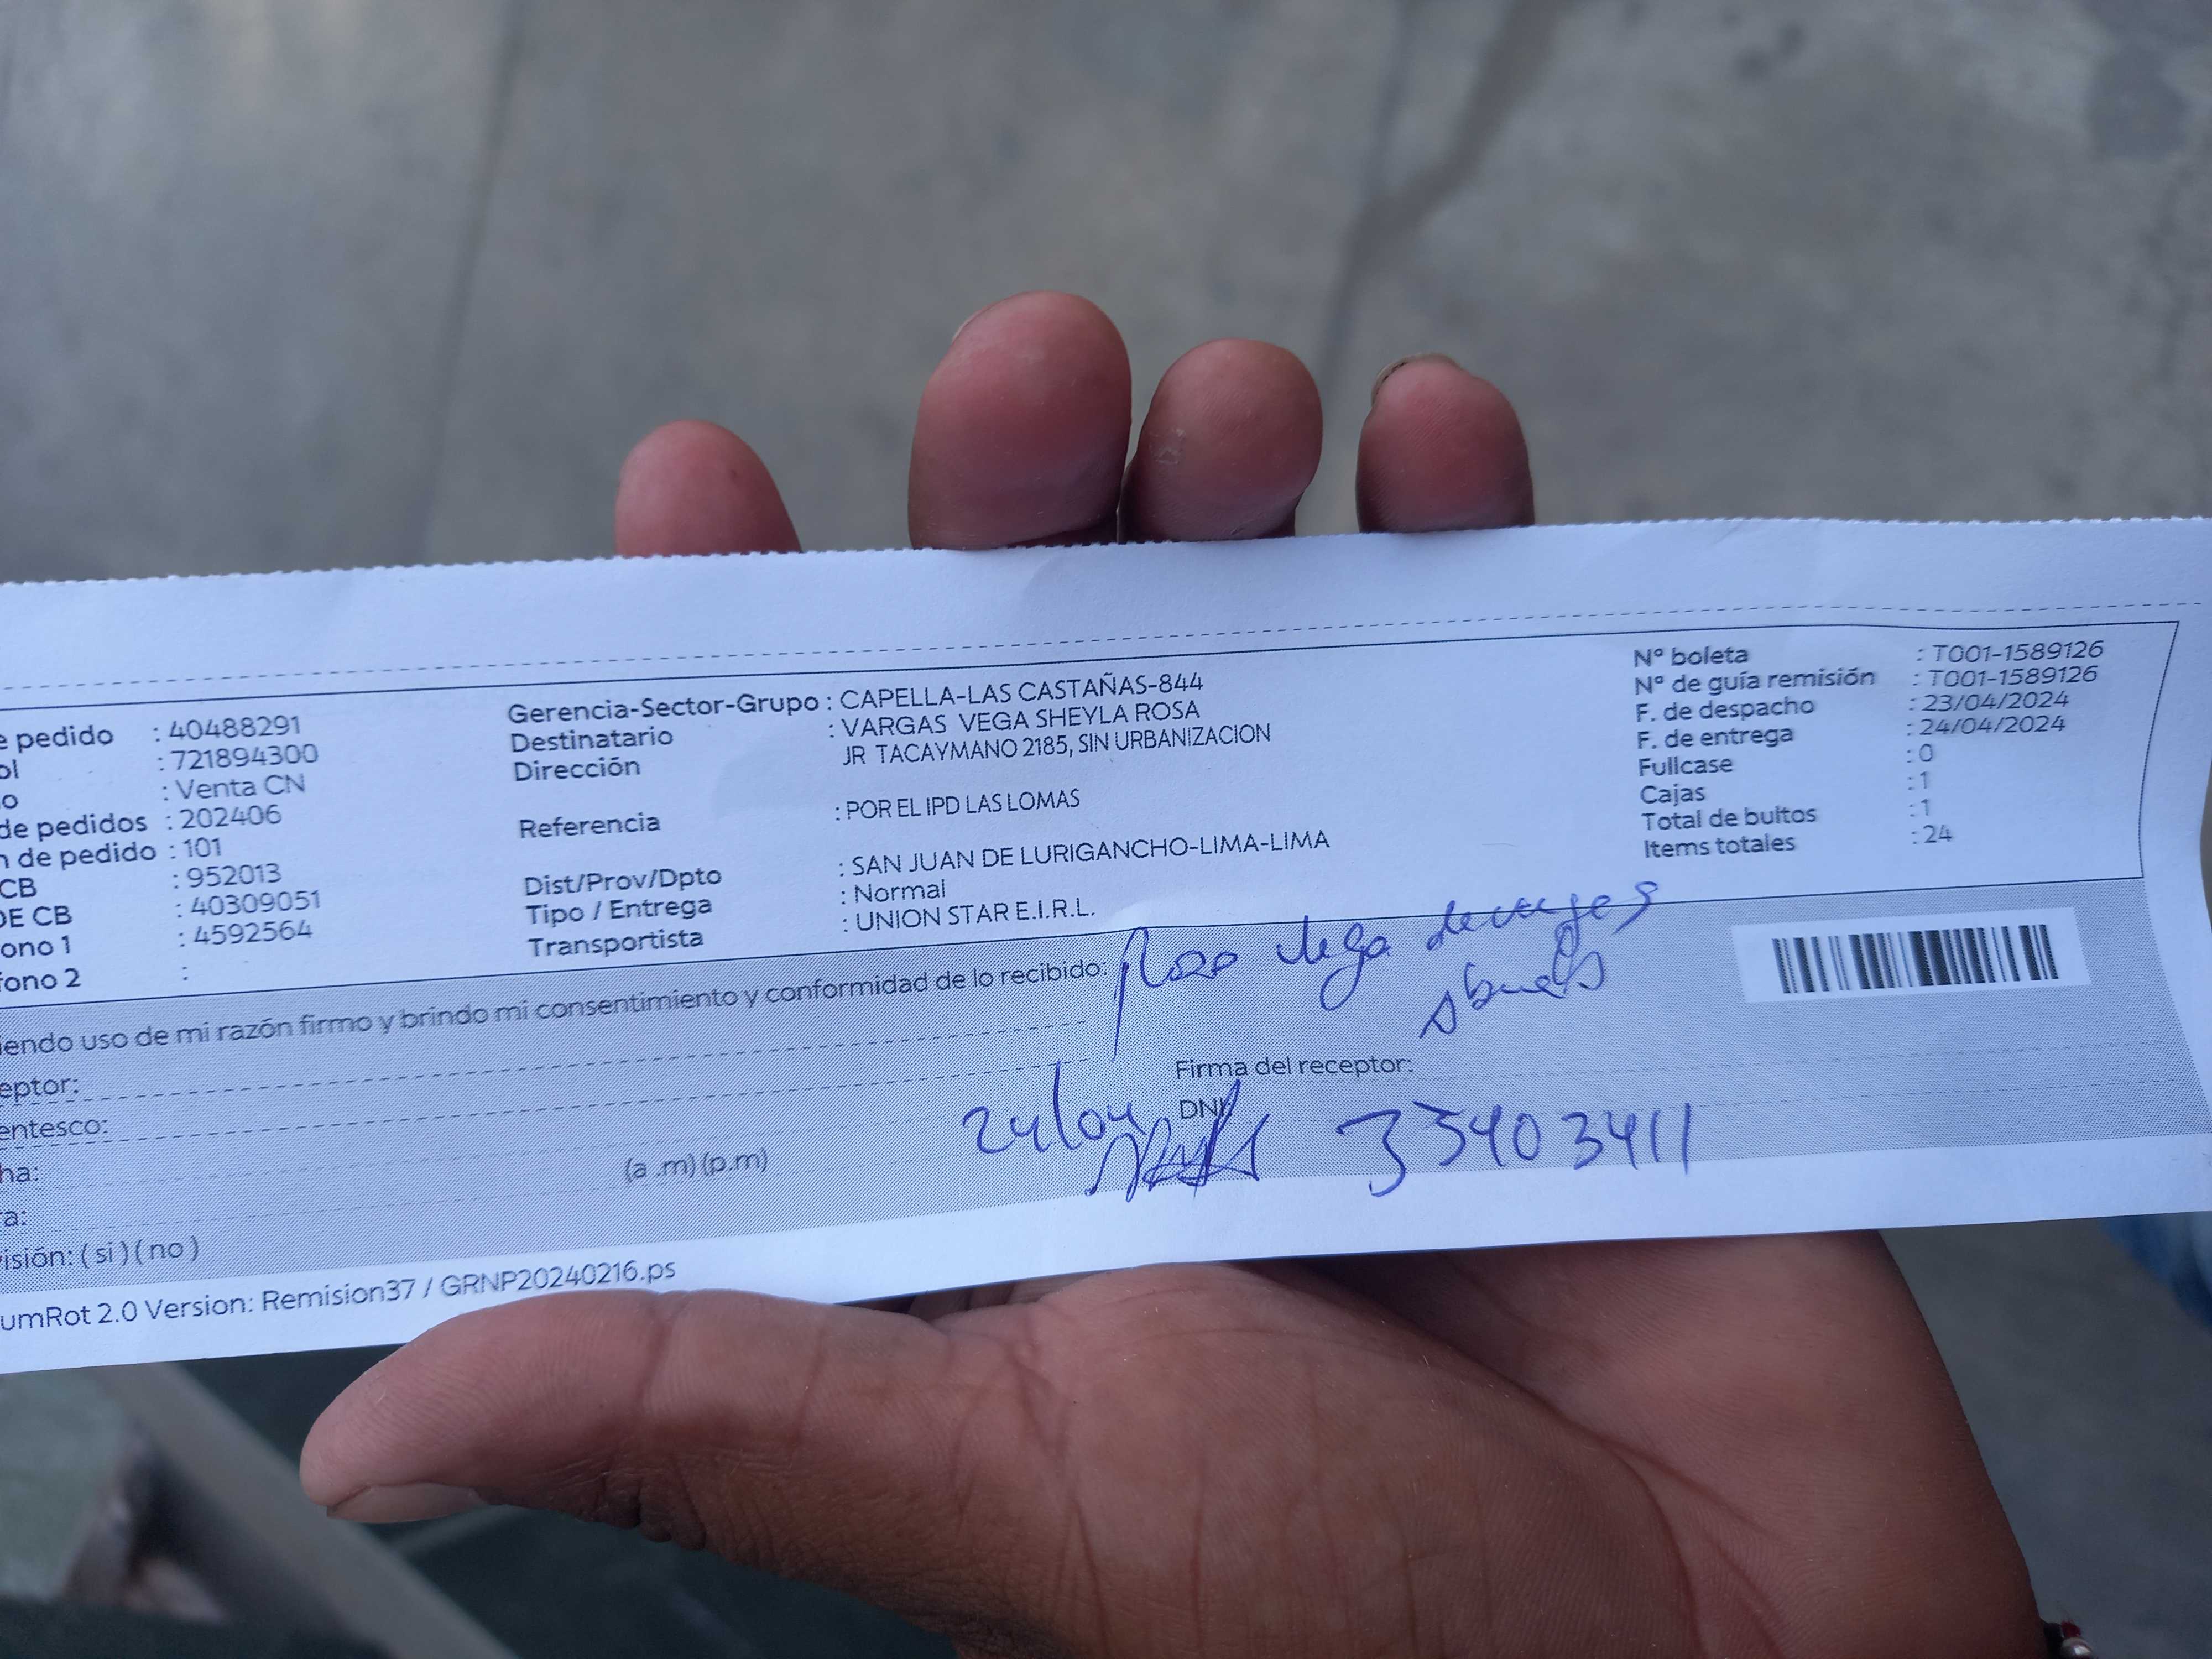 e pedido : 40488291
ol : 721894300
o : Venta CN
de pedidos : 202406
n de pedido : 101
CB : 952013
DE CB : 40309051
ono 1 : 4592564
fono 2 :
Gerencia-Sector-Grupo : CAPELLA-LAS CASTAÑAS-844
Destinatario : VARGAS VEGA SHEYLA ROSA
Dirección JR TACAYMANO 2185, SIN URBANIZACION
Referencia : POR EL IPD LAS LOMAS
Dist/Prov/Dpto : SAN JUAN DE LURIGANCHO-LIMA-LIMA
Tipo / Entrega : Normal
Transportista : UNION STAR E.I.R.L.
Nº boleta : T001-1589126
Nº de guía remisión : T001-1589126
F. de despacho : 23/04/2024
F. de entrega : 24/04/2024
Fullcase : 0
Cajas : 1
Total de bultos : 1
Items totales : 24
iendo uso de mi razón firmo y brindo mi consentimiento y conformidad de lo recibido:
Rosa Vega de
abuela
eptor:
Firma del receptor:
entesco:
DNI: 33403411
24/04
ha:
(a .m) (p.m)
ra:
isión: ( si ) ( no )
umRot 2.0 Version: Remision37 / GRNP20240216.ps